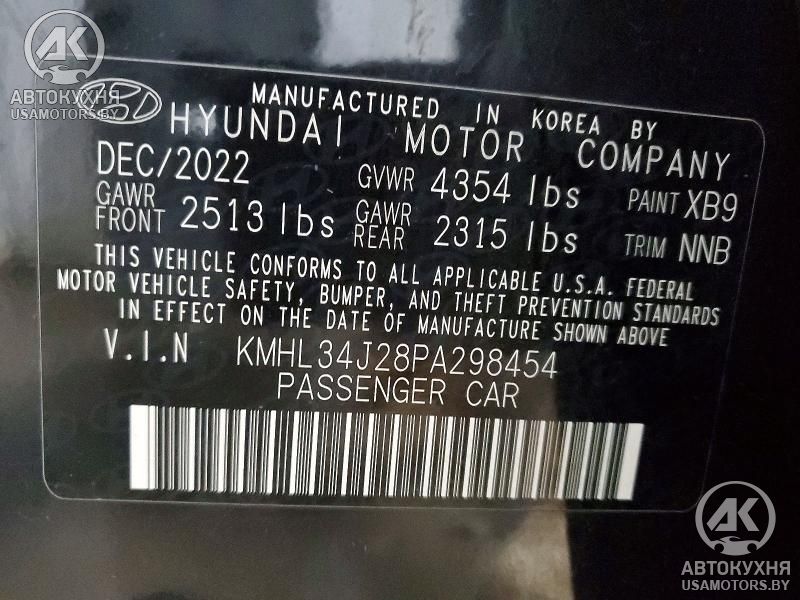 АК
АВТОКУХНЯ
USAMOTORS.BY
MANUFACTURED IN KOREA BY
HYUNDAI MOTOR COMPANY
DEC/2022 GVWR 4354 lbs PAINT XB9
GAWR FRONT 2513 lbs GAWR REAR 2315 lbs TRIM NNB
THIS VEHICLE CONFORMS TO ALL APPLICABLE U.S.A. FEDERAL
MOTOR VEHICLE SAFETY, BUMPER, AND THEFT PREVENTION STANDARDS
IN EFFECT ON THE DATE OF MANUFACTURE SHOWN ABOVE
V.I.N KMHL34J28PA298454
PASSENGER CAR
АК
АВТОКУХНЯ
USAMOTORS.BY